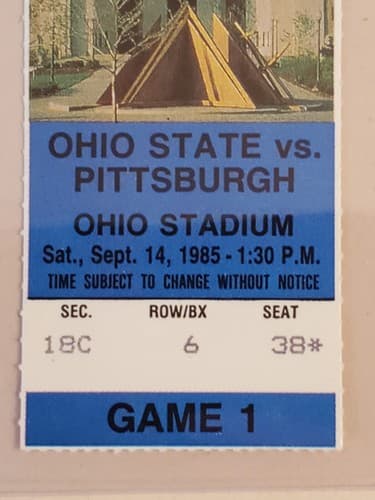 OHIO STATE vs.
PITTSBURGH
OHIO STADIUM
Sat., Sept. 14, 1985 - 1:30 P.M.
TIME SUBJECT TO CHANGE WITHOUT NOTICE
SEC. ROW/BX SEAT
18C 6 38*
GAME 1